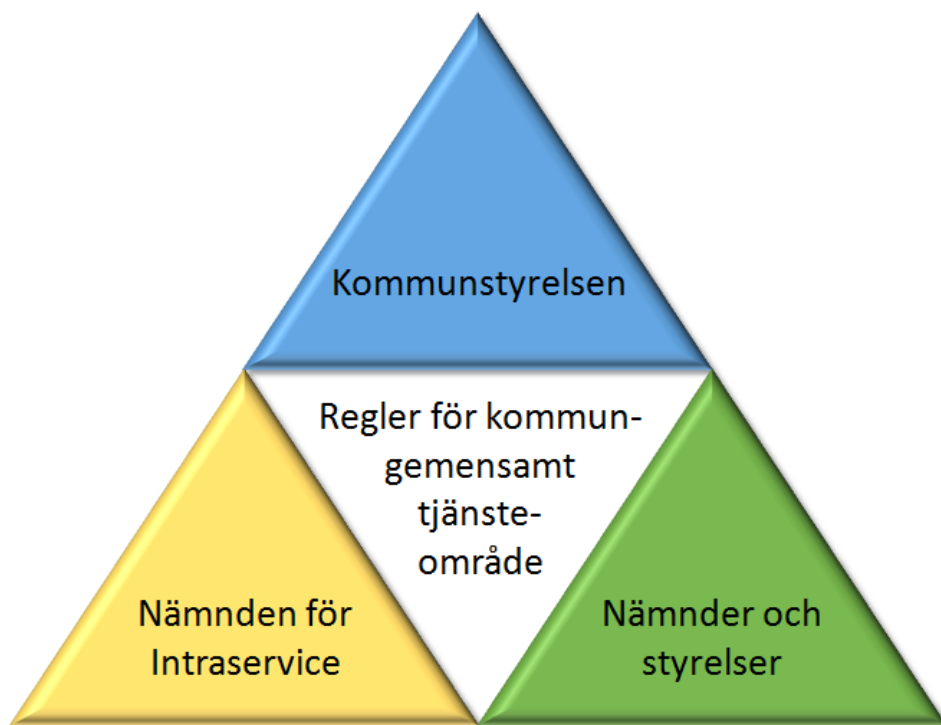 Kommunstyrelsen
Regler för kommun-
gemensamt
tjänste-
område
Nämnden för
Intraservice
Nämnder och
styrelser